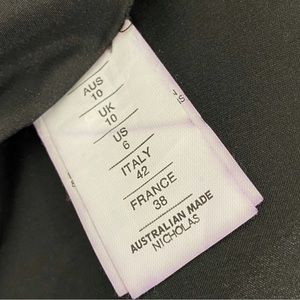 AUS
10
UK
10
US
6
ITALY
42
FRANCE
38
AUSTRALIAN MADE
NICHOLAS